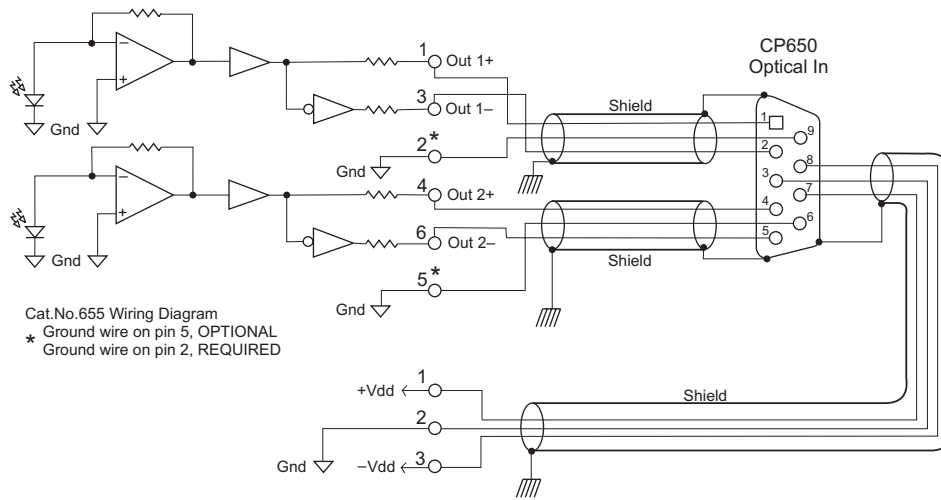 CP650
Optical In
1 Out 1+
3 Out 1–
2*
Gnd
Gnd
Shield
1
9
2
8
3
7
4
6
5
4 Out 2+
6 Out 2–
5*
Gnd
Gnd
Shield
Cat.No.655 Wiring Diagram
* Ground wire on pin 5, OPTIONAL
Ground wire on pin 2, REQUIRED
+Vdd 1
Shield
2
Gnd
–Vdd 3